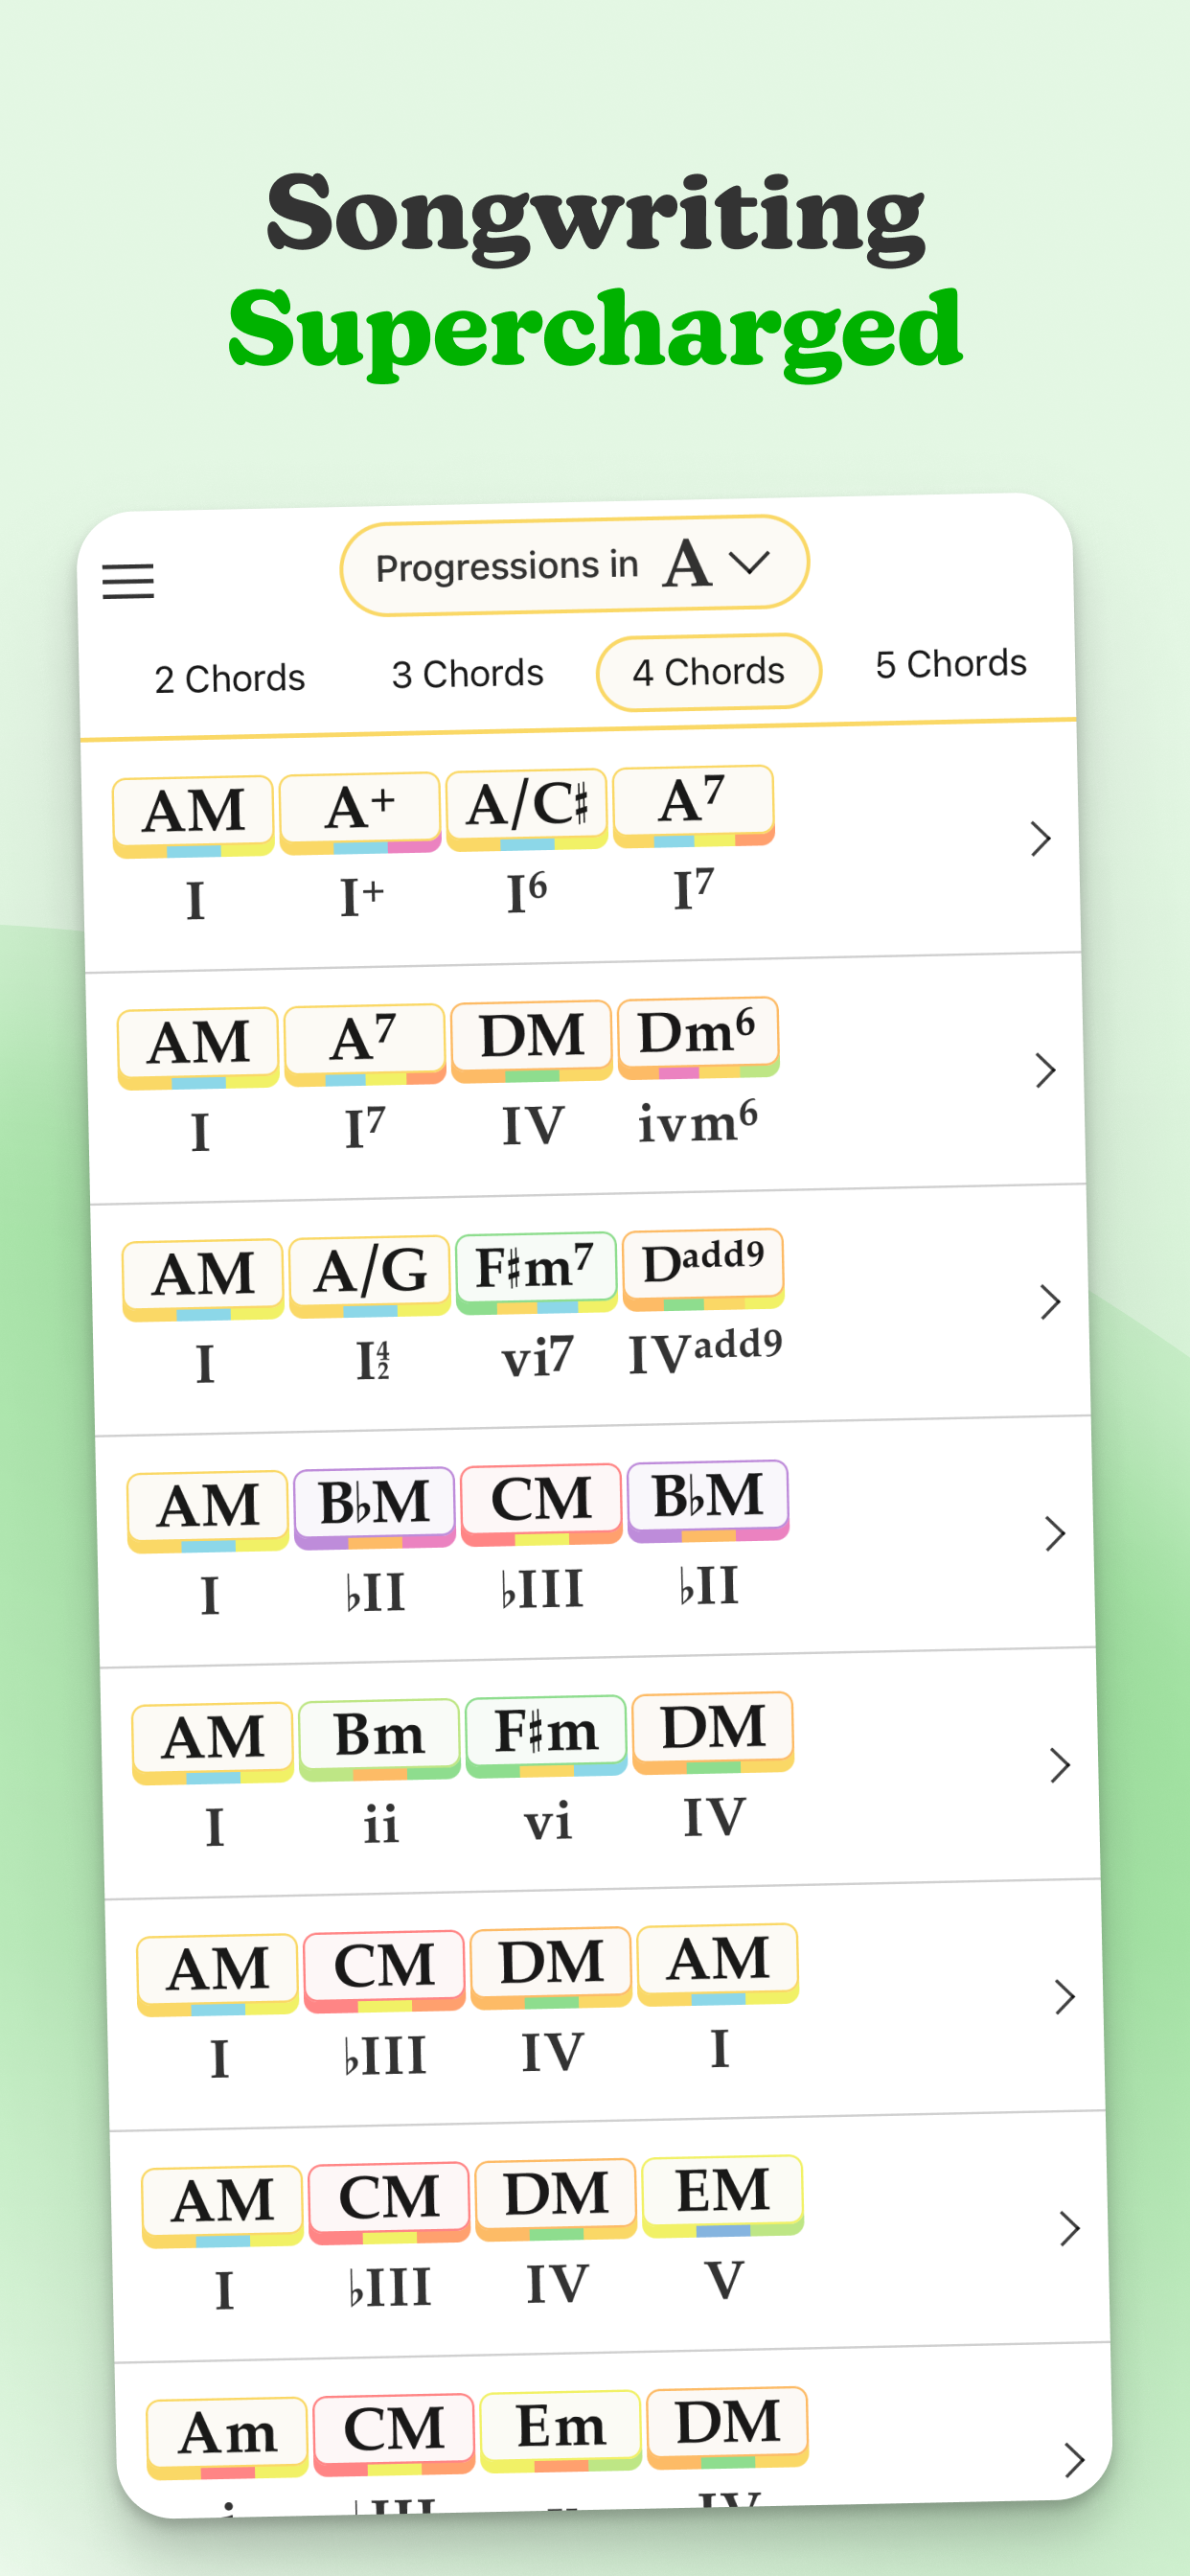 Songwriting
Supercharged
Progressions in A
2 Chords 3 Chords 4 Chords 5 Chords
AM A+ A/C♯ A7
I I+ I6 I7
AM A7 DM Dm6
I I7 IV ivm6
AM A/G F♯m7 Dadd9
I I42 vi7 IVadd9
AM B♭M CM B♭M
I ♭II ♭III ♭II
AM Bm F♯m DM
I ii vi IV
AM CM DM AM
I ♭III IV I
AM CM DM EM
I ♭III IV V
Am CM Em DM